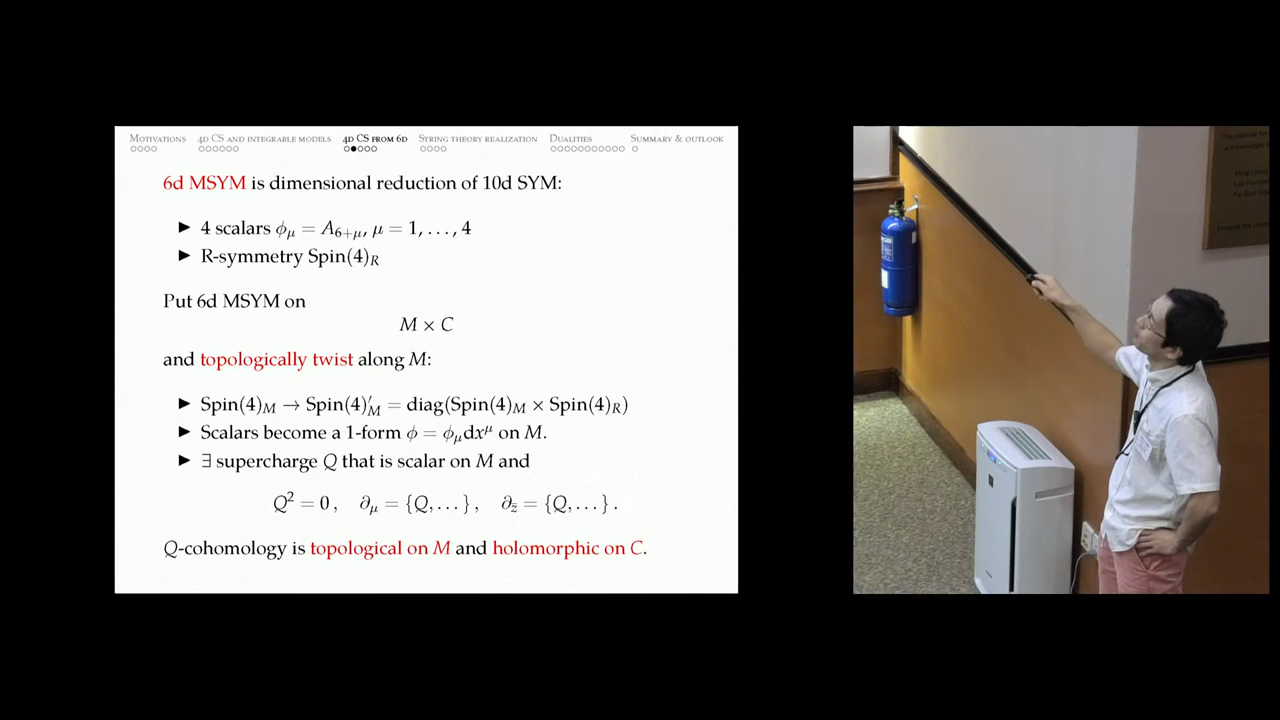 MOTIVATIONS 4D CS AND INTEGRABLE MODELS 4D CS FROM 6D STRING THEORY REALIZATION DUALITIES SUMMARY & OUTLOOK
6d MSYM is dimensional reduction of 10d SYM:
▶ 4 scalars ϕ_μ = A_{6+μ}, μ = 1, . . . , 4
▶ R-symmetry Spin(4)_R
Put 6d MSYM on
M × C
and topologically twist along M:
▶ Spin(4)_M → Spin(4)′_M = diag(Spin(4)_M × Spin(4)_R)
▶ Scalars become a 1-form ϕ = ϕ_μ dx^μ on M.
▶ ∃ supercharge Q that is scalar on M and
Q² = 0 , ∂_μ = {Q, . . . } , ∂_z̄ = {Q, . . . } .
Q-cohomology is topological on M and holomorphic on C.